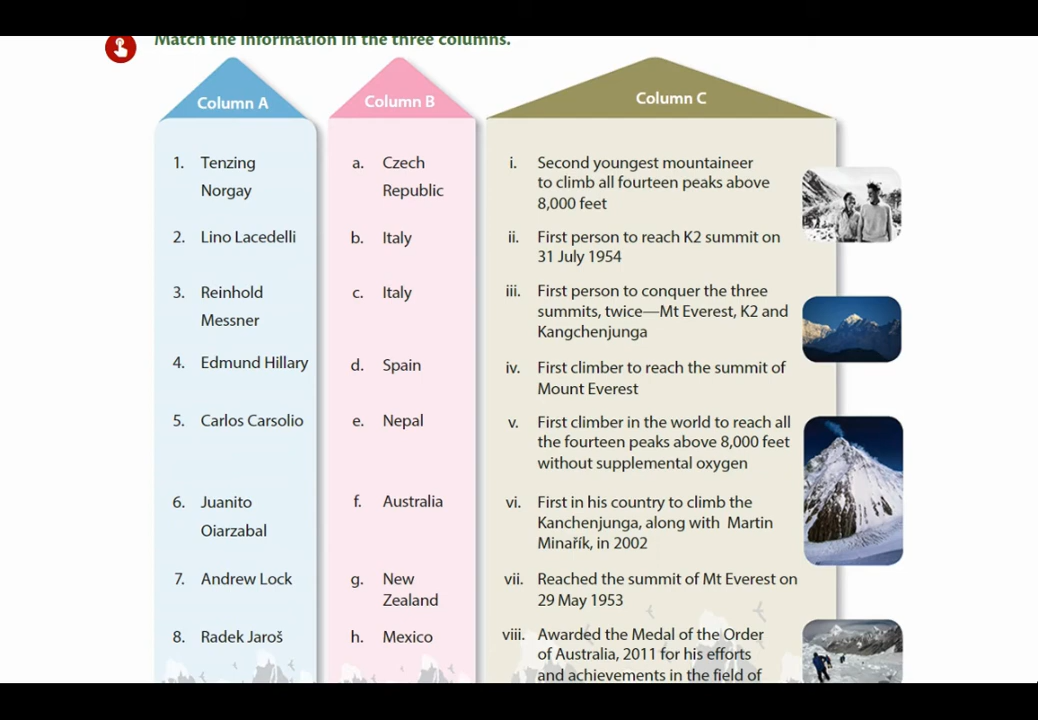 Match the information in the three columns.
Column A
Column B
Column C
1. Tenzing
Norgay
a. Czech
Republic
i. Second youngest mountaineer
to climb all fourteen peaks above
8,000 feet
2. Lino Lacedelli
b. Italy
ii. First person to reach K2 summit on
31 July 1954
3. Reinhold
Messner
c. Italy
iii. First person to conquer the three
summits, twice—Mt Everest, K2 and
Kangchenjunga
4. Edmund Hillary
d. Spain
iv. First climber to reach the summit of
Mount Everest
5. Carlos Carsolio
e. Nepal
v. First climber in the world to reach all
the fourteen peaks above 8,000 feet
without supplemental oxygen
6. Juanito
Oiarzabal
f. Australia
vi. First in his country to climb the
Kanchenjunga, along with Martin
Minařík, in 2002
7. Andrew Lock
g. New
Zealand
vii. Reached the summit of Mt Everest on
29 May 1953
8. Radek Jaroš
h. Mexico
viii. Awarded the Medal of the Order
of Australia, 2011 for his efforts
and achievements in the field of